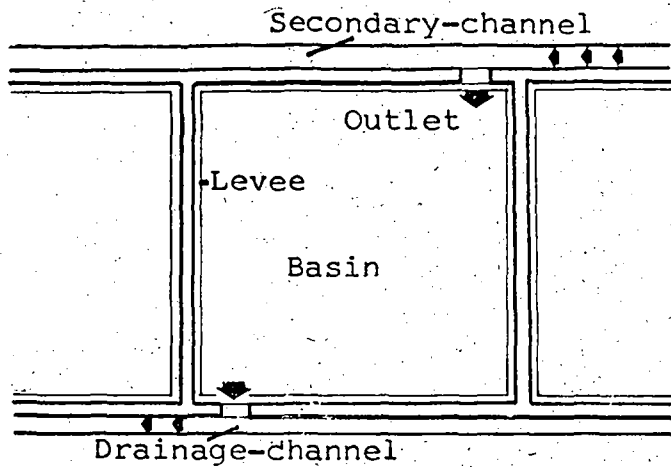 Secondary-channel
Outlet
Levee
Basin
Drainage-channel